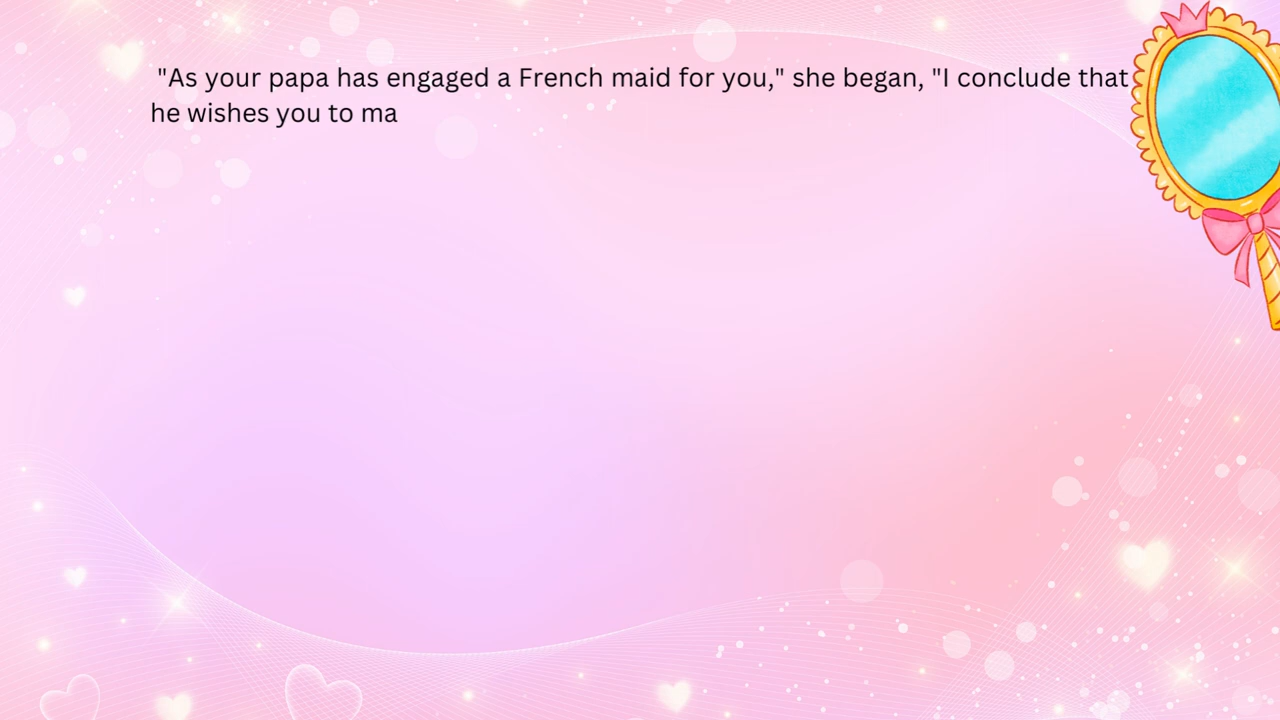 "As your papa has engaged a French maid for you," she began, "I conclude that
he wishes you to ma